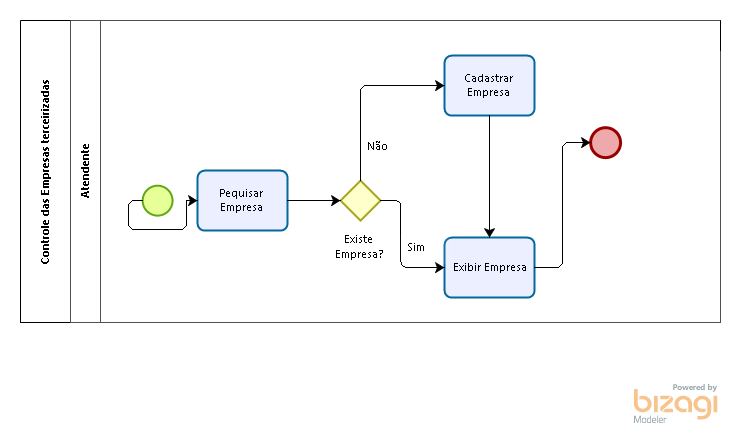 Controle das Empresas terceirizadas
Atendente
Pequisar
Empresa
Existe
Empresa?
Não
Sim
Cadastrar
Empresa
Exibir Empresa
Powered by
bizagi
Modeler